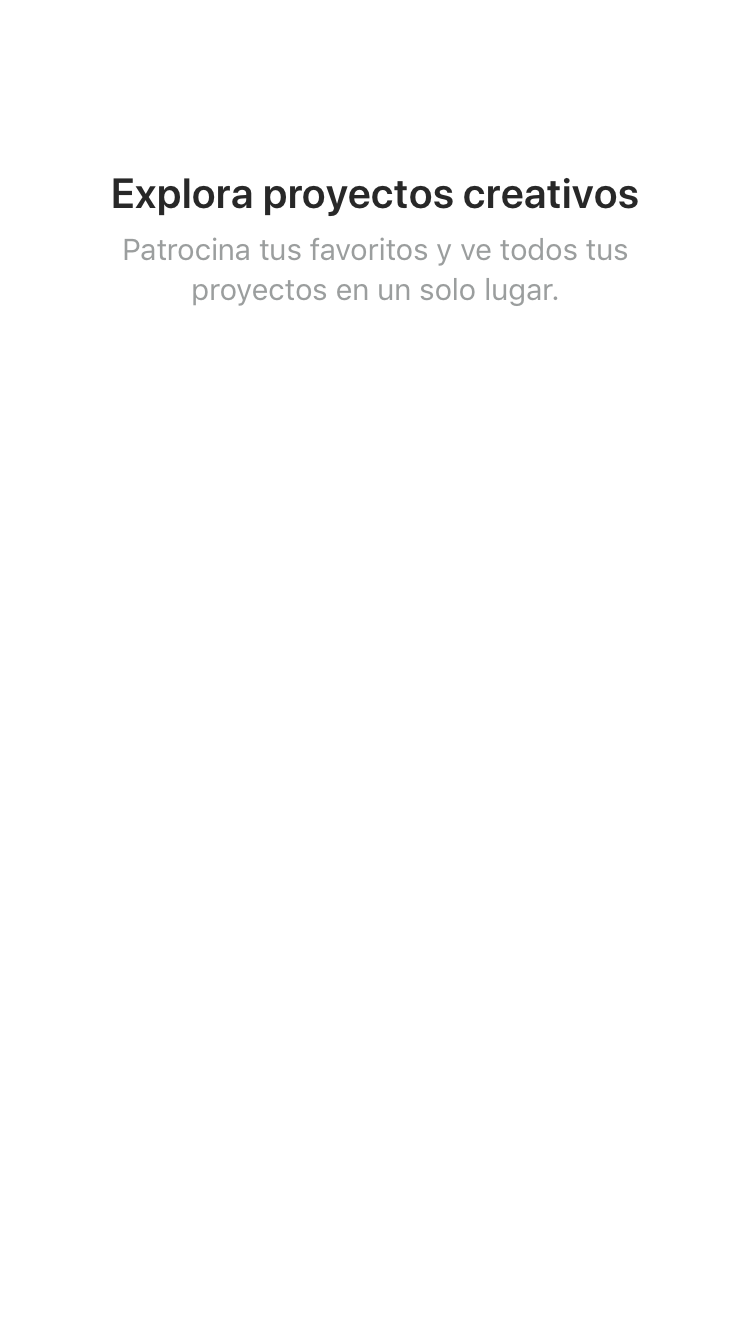 Explora proyectos creativos
Patrocina tus favoritos y ve todos tus
proyectos en un solo lugar.